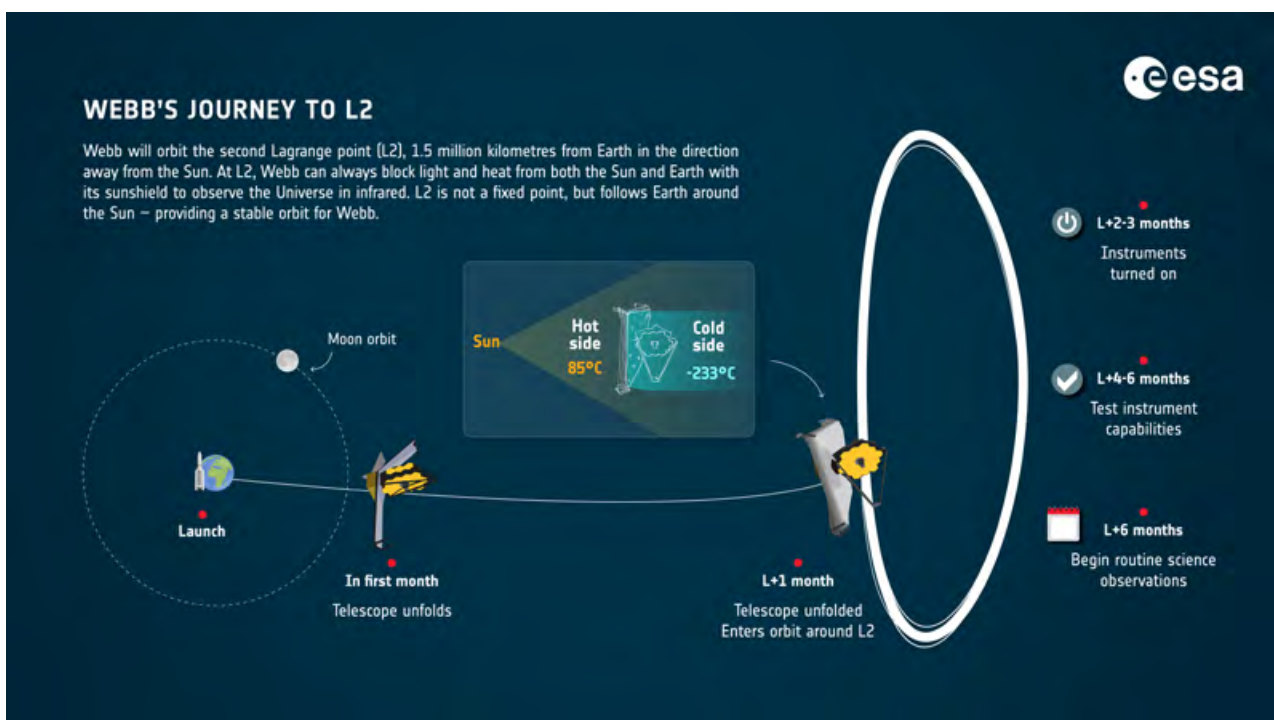 esa
WEBB'S JOURNEY TO L2
Webb will orbit the second Lagrange point (L2), 1.5 million kilometres from Earth in the direction
away from the Sun. At L2, Webb can always block light and heat from both the Sun and Earth with
its sunshield to observe the Universe in infrared. L2 is not a fixed point, but follows Earth around
the Sun – providing a stable orbit for Webb.
Moon orbit
Launch
In first month
Telescope unfolds
Sun
Hot
side
85°C
Cold
side
-233°C
L+1 month
Telescope unfolded
Enters orbit around L2
L+2-3 months
Instruments
turned on
L+4-6 months
Test instrument
capabilities
L+6 months
Begin routine science
observations